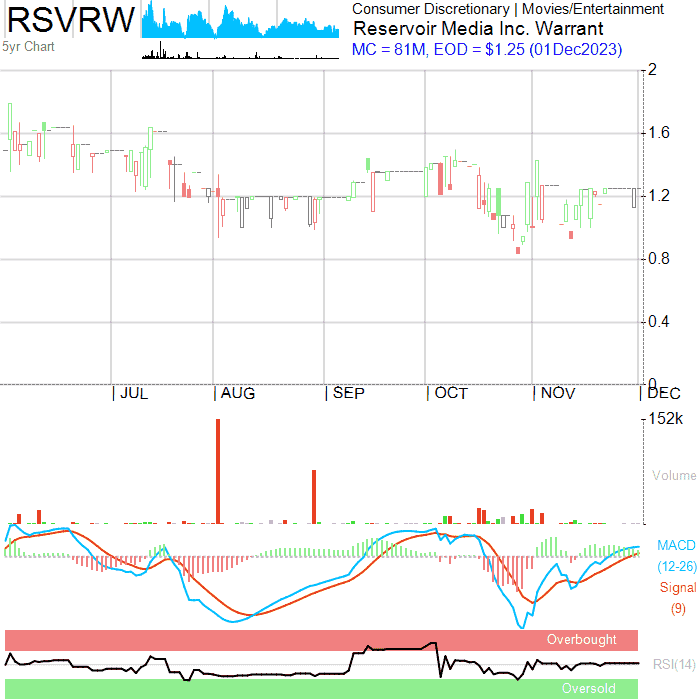 RSVRW
5yr Chart
Consumer Discretionary | Movies/Entertainment
Reservoir Media Inc. Warrant
MC = 81M, EOD = $1.25 (01Dec2023)
2
1.6
1.2
0.8
0.4
0
JUL AUG SEP OCT NOV DEC
152k
Volume
MACD
(12-26)
Signal
(9)
Overbought
RSI(14)
Oversold